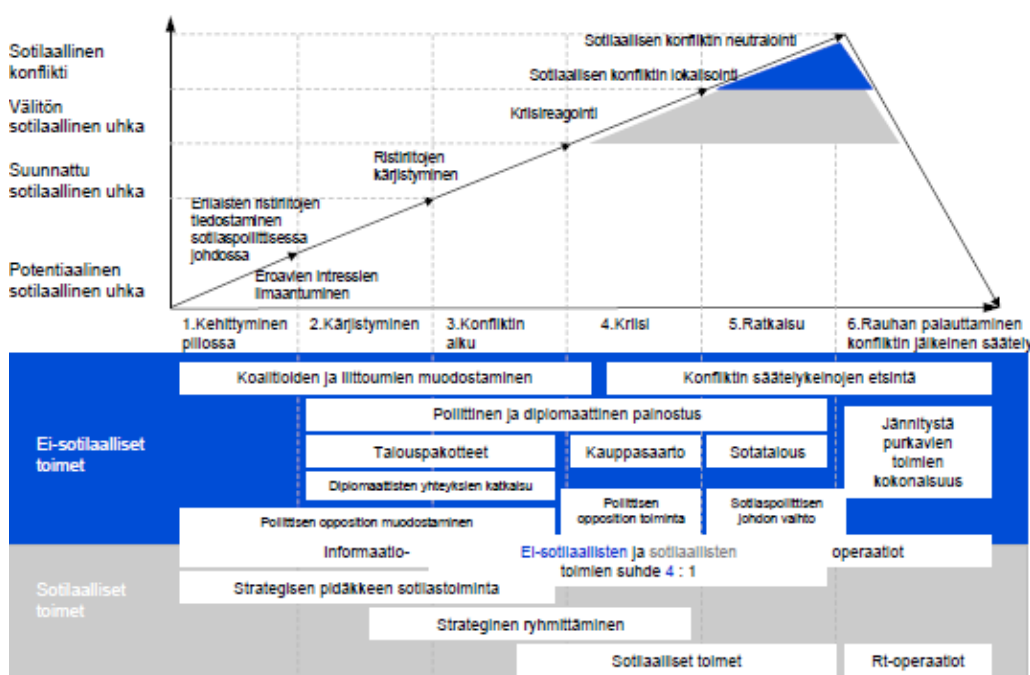 Sotilaallinen
konflikti
Välitön
sotilaallinen uhka
Suunnattu
sotilaallinen uhka
Potentiaalinen
sotilaallinen uhka
Sotilaallisen konfliktin neutralointi
Sotilaallisen konfliktin lokalisointi
Kriisireagointi
Ristiriitojen
kärjistyminen
Erilaisten ristiriitojen
tiedostaminen
sotilaspoliittisessa
johdossa
Eroavien intressien
ilmaantuminen
1.Kehittyminen
piilossa
2.Kärjistyminen
3.Konfliktin
alku
4.Kriisi
5.Ratkaisu
6.Rauhan palauttaminen
konfliktin jälkeinen säätely
Ei-sotilaalliset
toimet
Koalitioiden ja liittoumien muodostaminen
Konfliktin säätelykeinojen etsintä
Poliittinen ja diplomaattinen painostus
Talouspakotteet
Kauppasaarto
Sotatalous
Jännitystä
purkavien
toimien
kokonaisuus
Diplomaattisten yhteyksien katkaisu
Poliittisen opposition muodostaminen
Poliittisen
opposition toiminta
Sotilaspoliittisen
johdon vaihto
Informaatio-
operaatiot
Ei-sotilaallisten ja sotilaallisten
toimien suhde 4 : 1
Sotilaalliset
toimet
Strategisen pidäkkeen sotilastoiminta
Strateginen ryhmittäminen
Sotilaalliset toimet
Rt-operaatiot